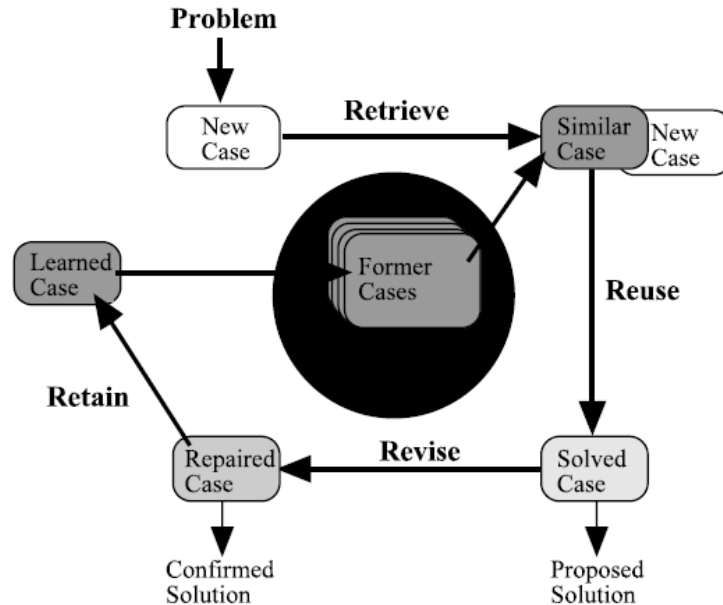 Problem
New
Case
Retrieve
Similar
Case
New
Case
Learned
Case
Former
Cases
Reuse
Retain
Repaired
Case
Revise
Solved
Case
Confirmed
Solution
Proposed
Solution